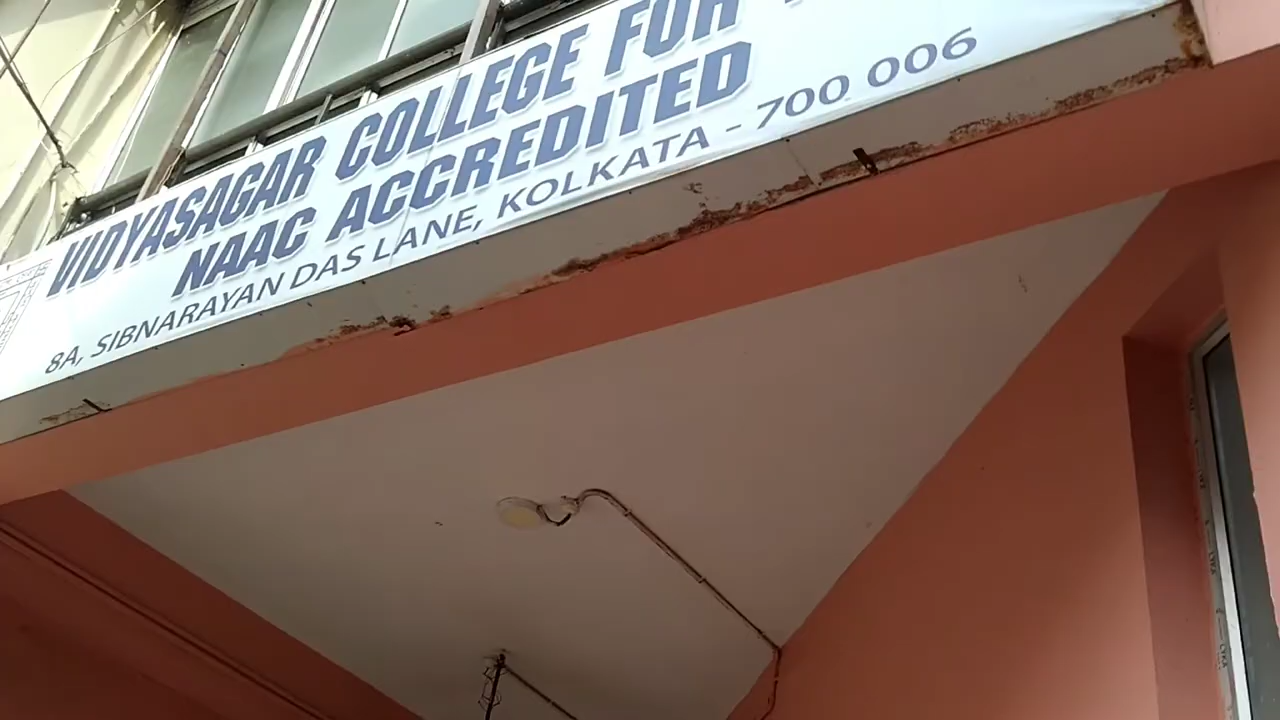 VIDYASAGAR COLLEGE FOR
NAAC ACCREDITED
8A, SIBNARAYAN DAS LANE, KOLKATA - 700 006